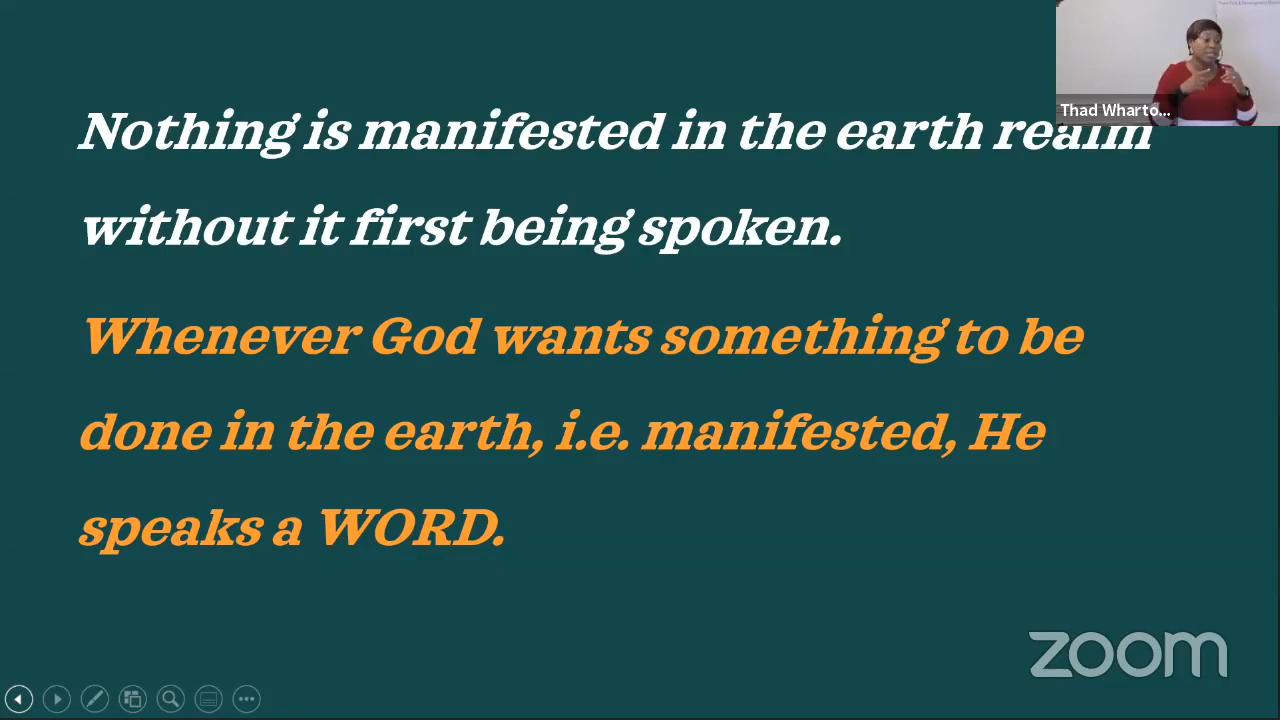 Thad Wharto...
Nothing is manifested in the earth realm
without it first being spoken.
Whenever God wants something to be
done in the earth, i.e. manifested, He
speaks a WORD.
zoom